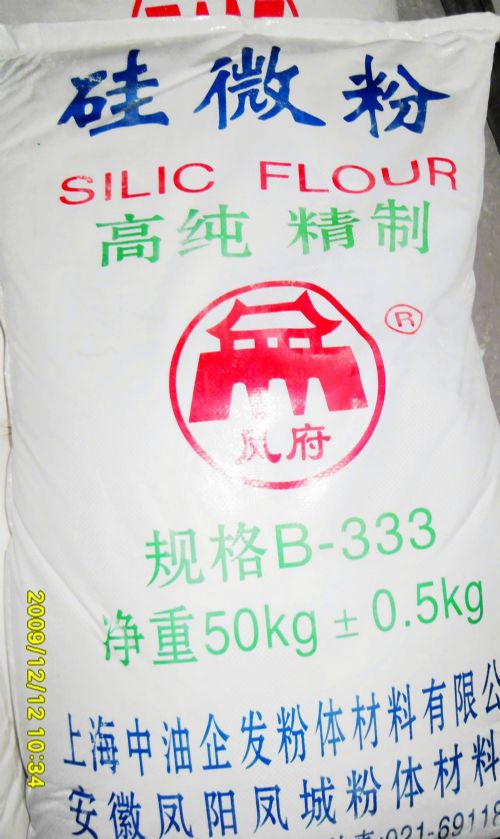 硅微粉
SILIC FLOUR
高纯 精制
®
凤府
规格B-333
净重50kg ± 0.5kg
上海中油企发粉体材料有限公
安徽凤阳凤城粉体材料
:021-69115
2009/12/12 10:34